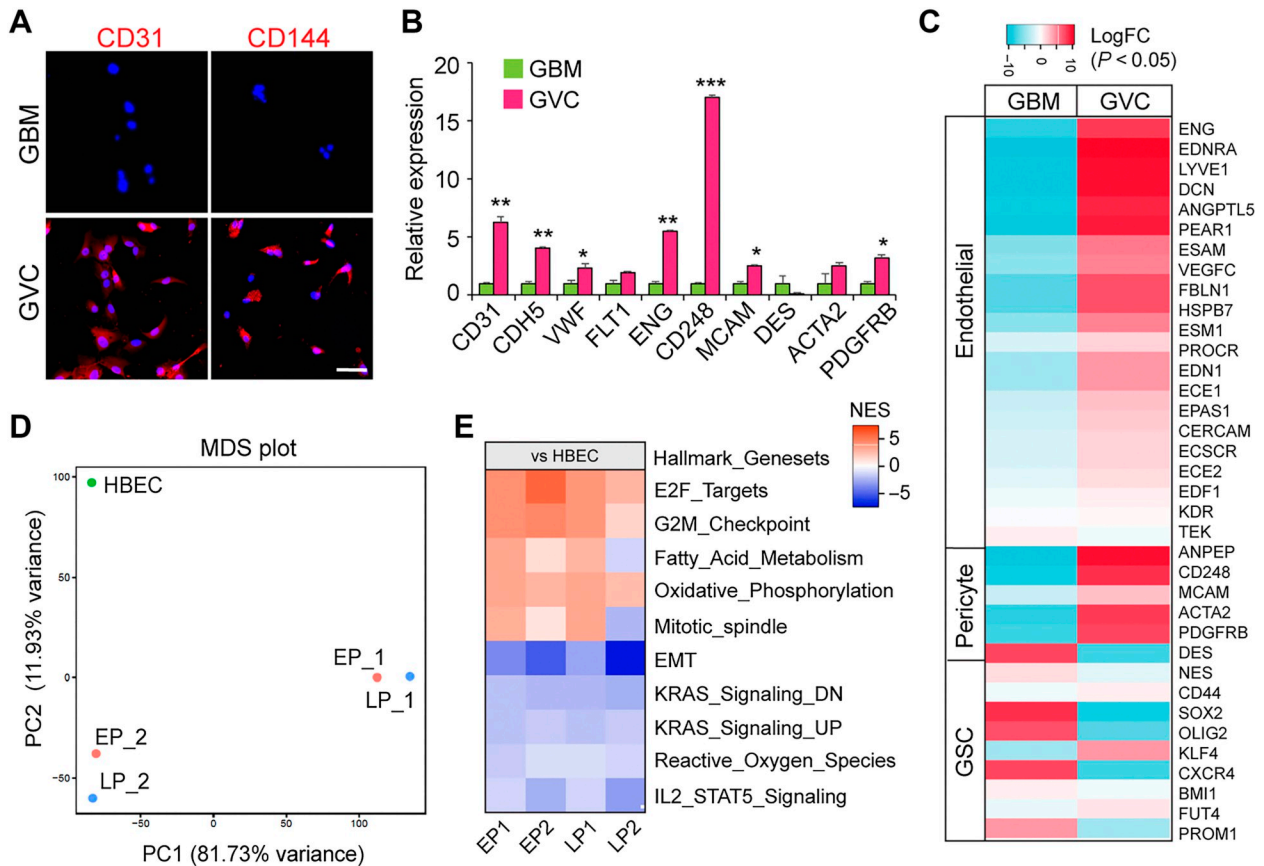 A
CD31
CD144
GBM
GVC
B
Relative expression
20
15
10
5
0
GBM
GVC
**
**
*
**
***
*
*
CD31
CDH5
VWF
FLT1
ENG
CD248
MCAM
DES
ACTA2
PDGFRB
C
−10
0
10
LogFC
(P < 0.05)
GBM
GVC
Endothelial
ENG
EDNRA
LYVE1
DCN
ANGPTL5
PEAR1
ESAM
VEGFC
FBLN1
HSPB7
ESM1
PROCR
EDN1
ECE1
EPAS1
CERCAM
ECSCR
ECE2
EDF1
KDR
TEK
Pericyte
ANPEP
CD248
MCAM
ACTA2
PDGFRB
DES
GSC
NES
CD44
SOX2
OLIG2
KLF4
CXCR4
BMI1
FUT4
PROM1
D
MDS plot
PC2 (11.93% variance)
100
50
0
−50
HBEC
EP_1
LP_1
EP_2
LP_2
−50
0
50
100
PC1 (81.73% variance)
E
NES
5
0
−5
vs HBEC
Hallmark_Genesets
E2F_Targets
G2M_Checkpoint
Fatty_Acid_Metabolism
Oxidative_Phosphorylation
Mitotic_spindle
EMT
KRAS_Signaling_DN
KRAS_Signaling_UP
Reactive_Oxygen_Species
IL2_STAT5_Signaling
EP1
EP2
LP1
LP2